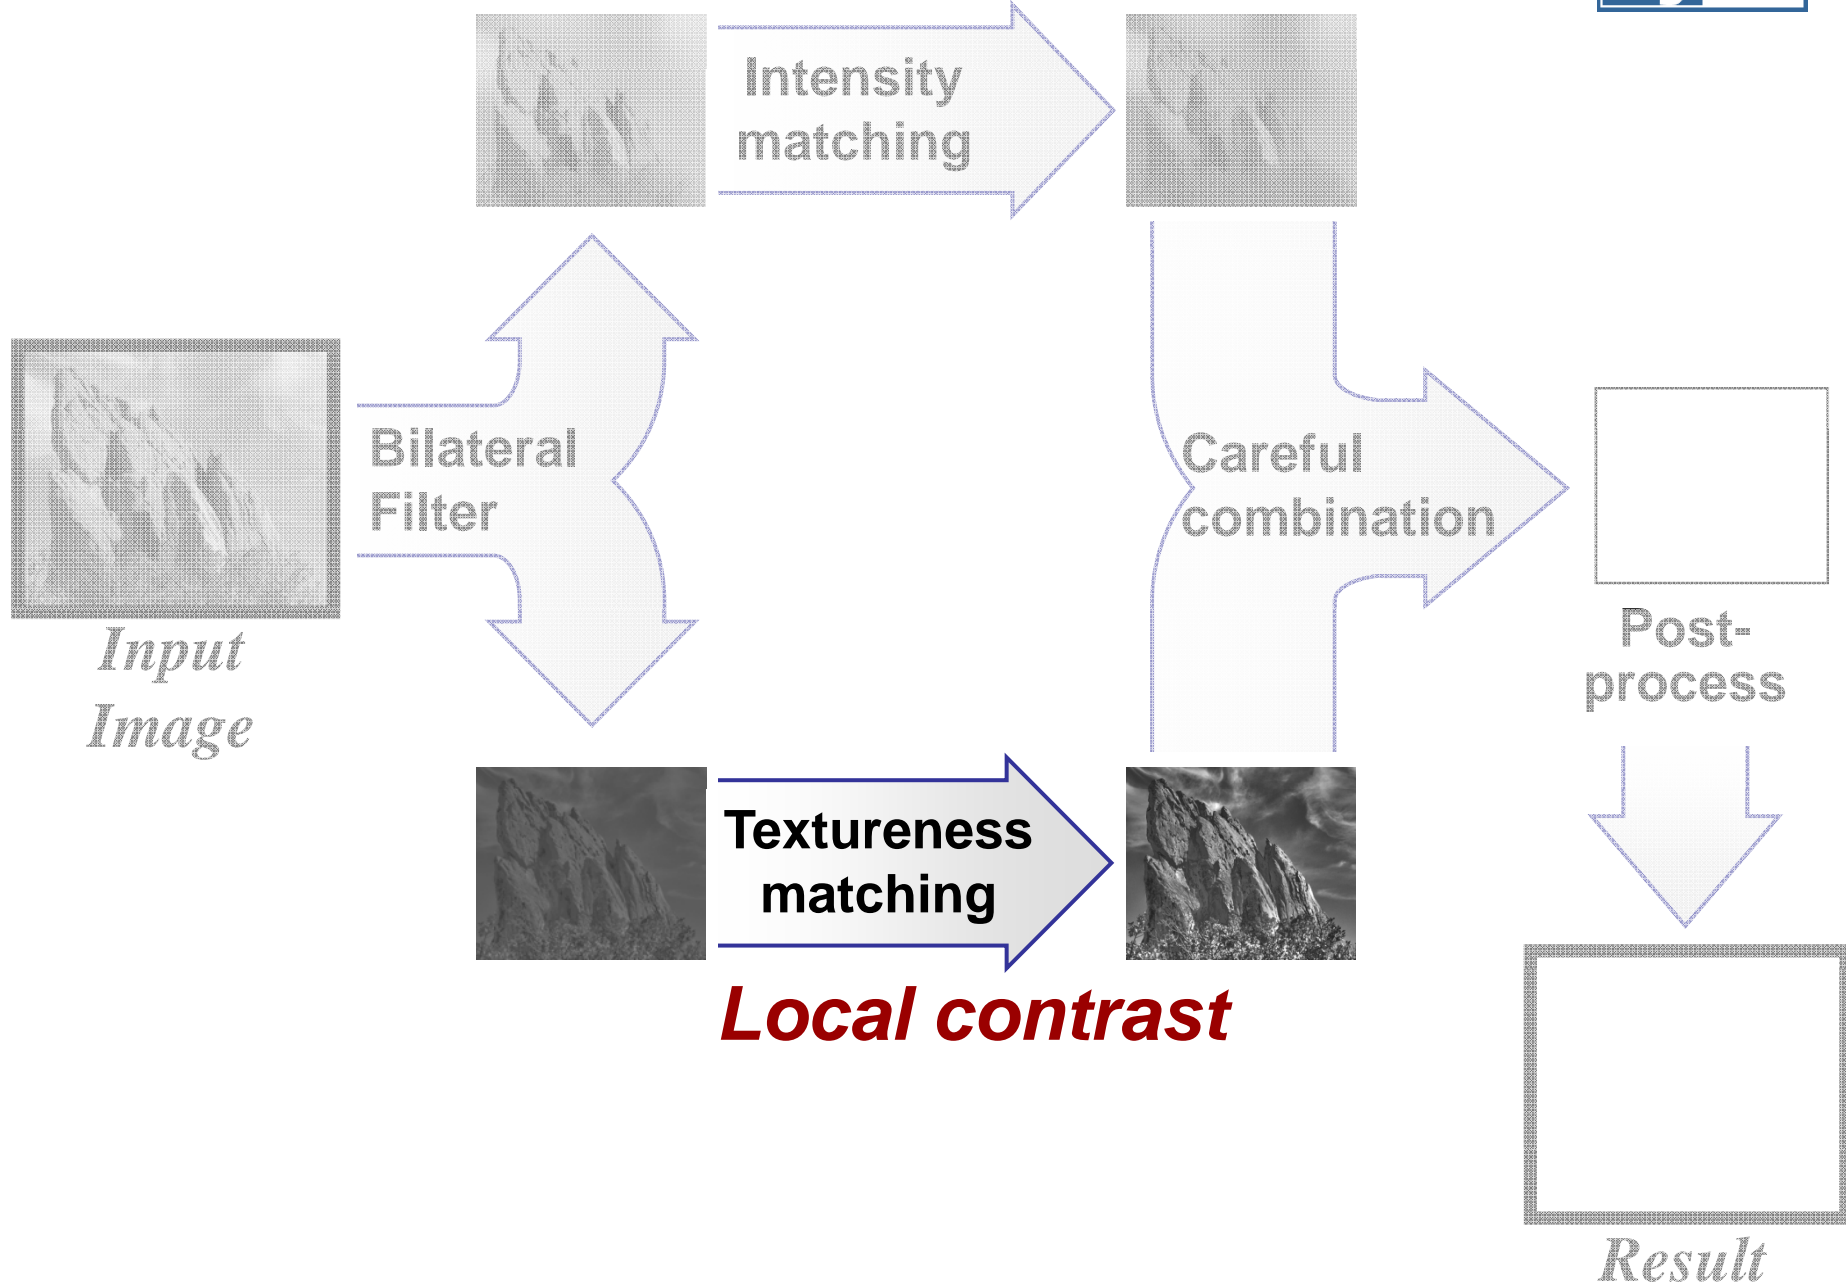 Intensity
matching
Bilateral
Filter
Careful
combination
Input
Image
Post-
process
Textureness
matching
Local contrast
Result